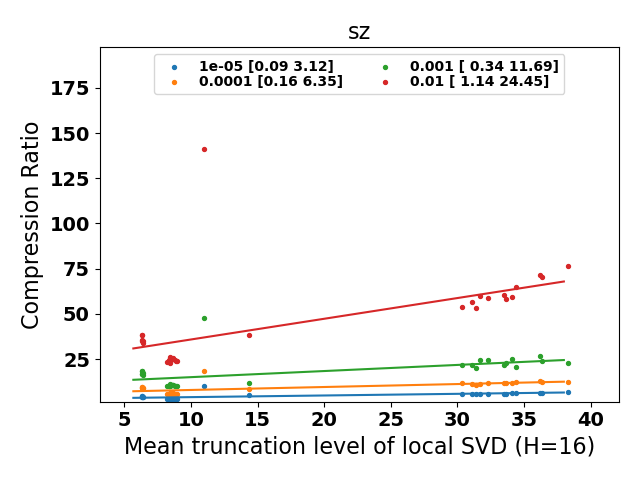 sz
1e-05 [0.09 3.12]
0.0001 [0.16 6.35]
0.001 [ 0.34 11.69]
0.01 [ 1.14 24.45]
Compression Ratio
175
150
125
100
75
50
25
5 10 15 20 25 30 35 40
Mean truncation level of local SVD (H=16)